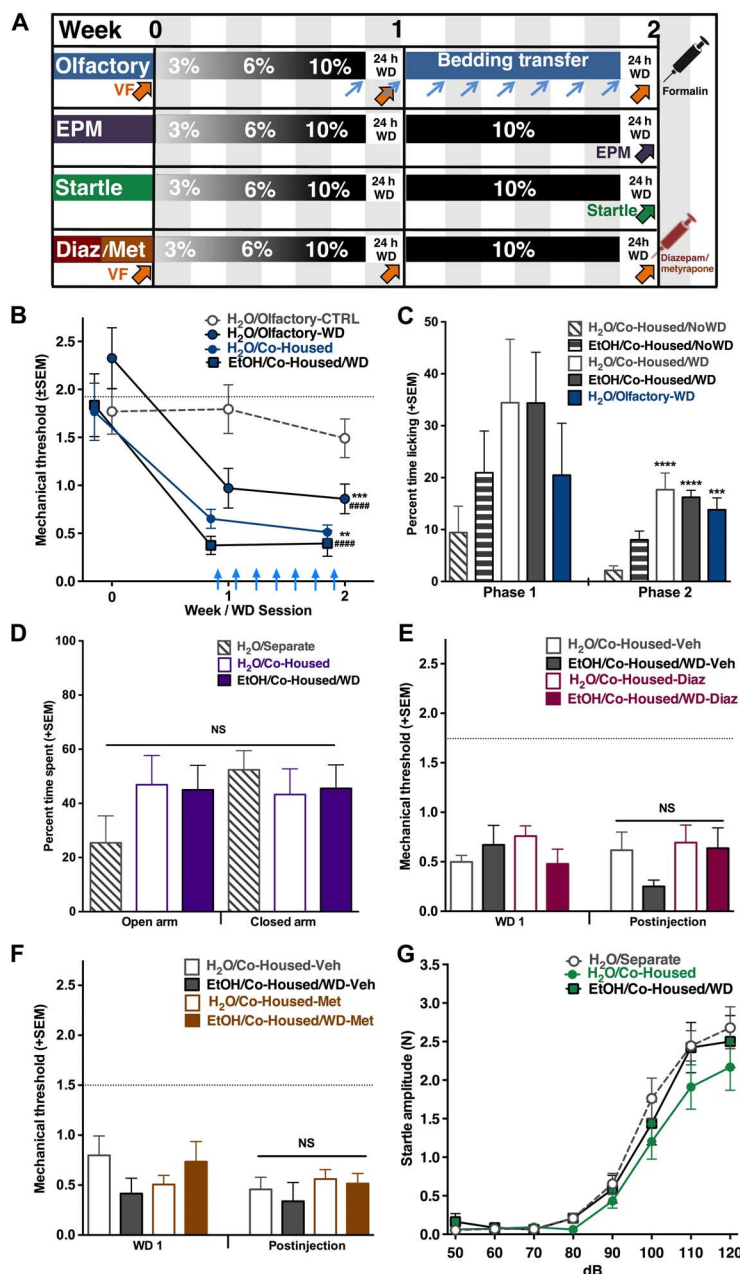 A
Week 0 1 2
Olfactory 3% 6% 10% 24 h WD Bedding transfer 24 h WD
VF
Formalin
EPM 3% 6% 10% 24 h WD 10% 24 h WD
EPM
Startle 3% 6% 10% 24 h WD 10% 24 h WD
Startle
Diaz/Met 3% 6% 10% 24 h WD 10% 24 h WD
VF
Diazepam/
metyrapone
B
H2O/Olfactory-CTRL
H2O/Olfactory-WD
H2O/Co-Housed
EtOH/Co-Housed/WD
Mechanical threshold (±SEM)
2.5
2.0
1.5
1.0
0.5
0.0
***
####
**
####
0 1 2
Week / WD Session
C
H2O/Co-Housed/NoWD
EtOH/Co-Housed/NoWD
H2O/Co-Housed/WD
EtOH/Co-Housed/WD
H2O/Olfactory-WD
Percent time licking (+SEM)
50
40
30
20
10
0
**** **** ***
Phase 1 Phase 2
D
H2O/Separate
H2O/Co-Housed
EtOH/Co-Housed/WD
Percent time spent (+SEM)
100
80
60
40
20
0
NS
Open arm Closed arm
E
H2O/Co-Housed-Veh
EtOH/Co-Housed/WD-Veh
H2O/Co-Housed-Diaz
EtOH/Co-Housed/WD-Diaz
Mechanical threshold (+SEM)
2.5
2.0
1.5
1.0
0.5
0.0
NS
WD 1 Postinjection
F
H2O/Co-Housed-Veh
EtOH/Co-Housed/WD-Veh
H2O/Co-Housed-Met
EtOH/Co-Housed/WD-Met
Mechanical threshold (+SEM)
2.5
2.0
1.5
1.0
0.5
0.0
NS
WD 1 Postinjection
G
H2O/Separate
H2O/Co-Housed
EtOH/Co-Housed/WD
Startle amplitude (N)
3.5
3.0
2.5
2.0
1.5
1.0
0.5
0.0
50 60 70 80 90 100 110 120
dB